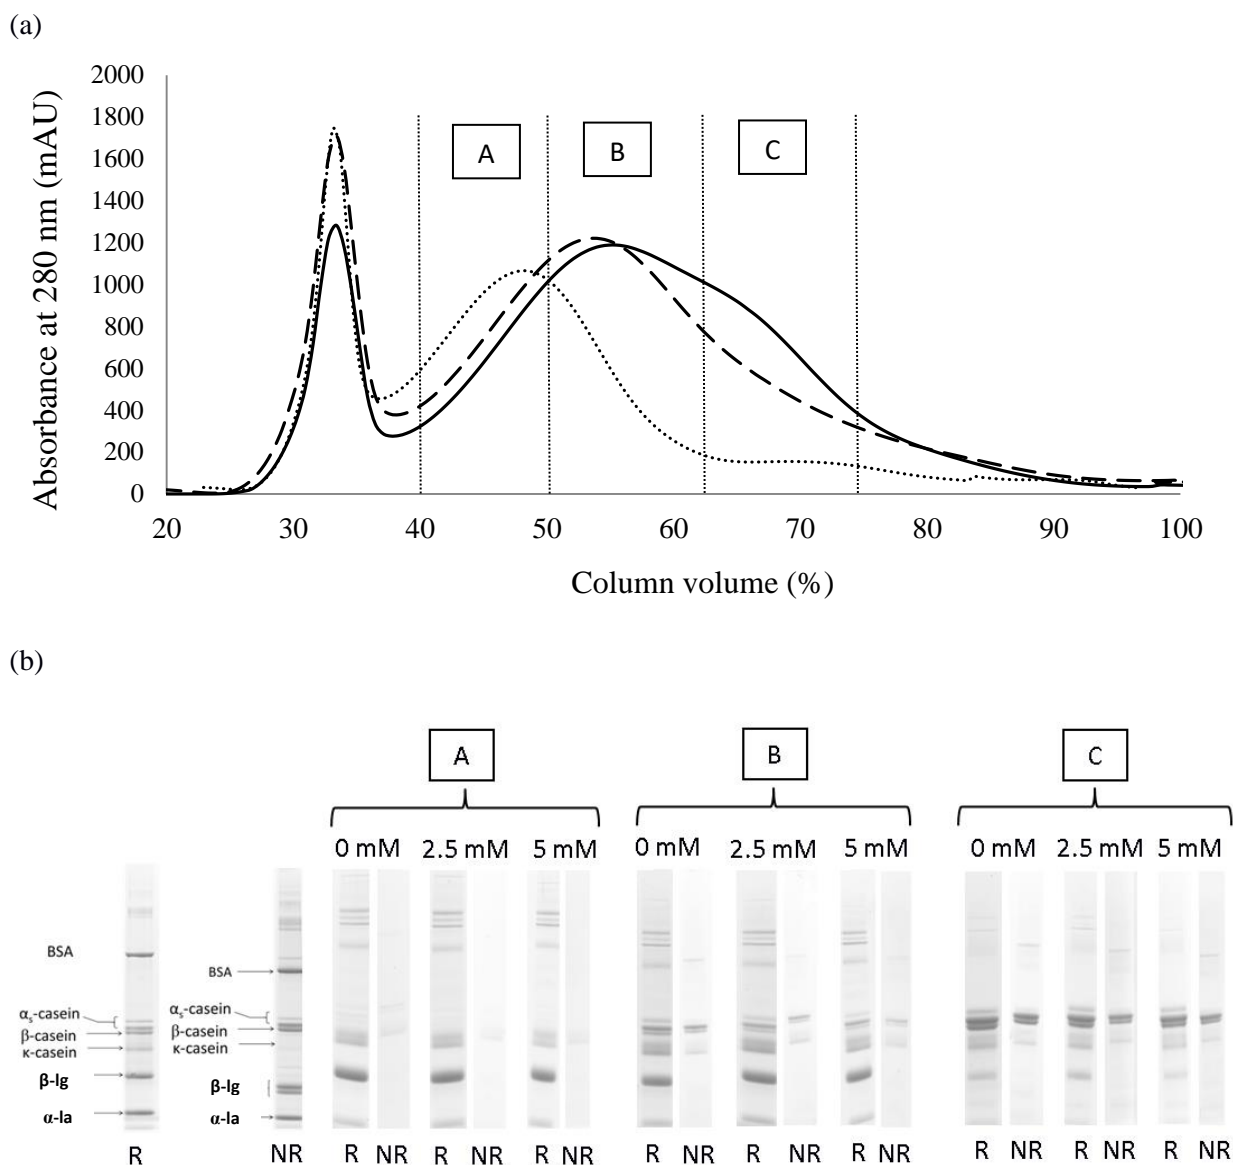 (a)
Absorbance at 280 nm (mAU)
2000
1800
1600
1400
1200
1000
800
600
400
200
0
A
B
C
20 30 40 50 60 70 80 90 100
Column volume (%)
(b)
A B C
0 mM 2.5 mM 5 mM 0 mM 2.5 mM 5 mM 0 mM 2.5 mM 5 mM
BSA
αs-casein
β-casein
κ-casein
β-lg
α-la
R
BSA
αs-casein
β-casein
κ-casein
β-lg
α-la
NR
R NR R NR R NR R NR R NR R NR R NR R NR R NR